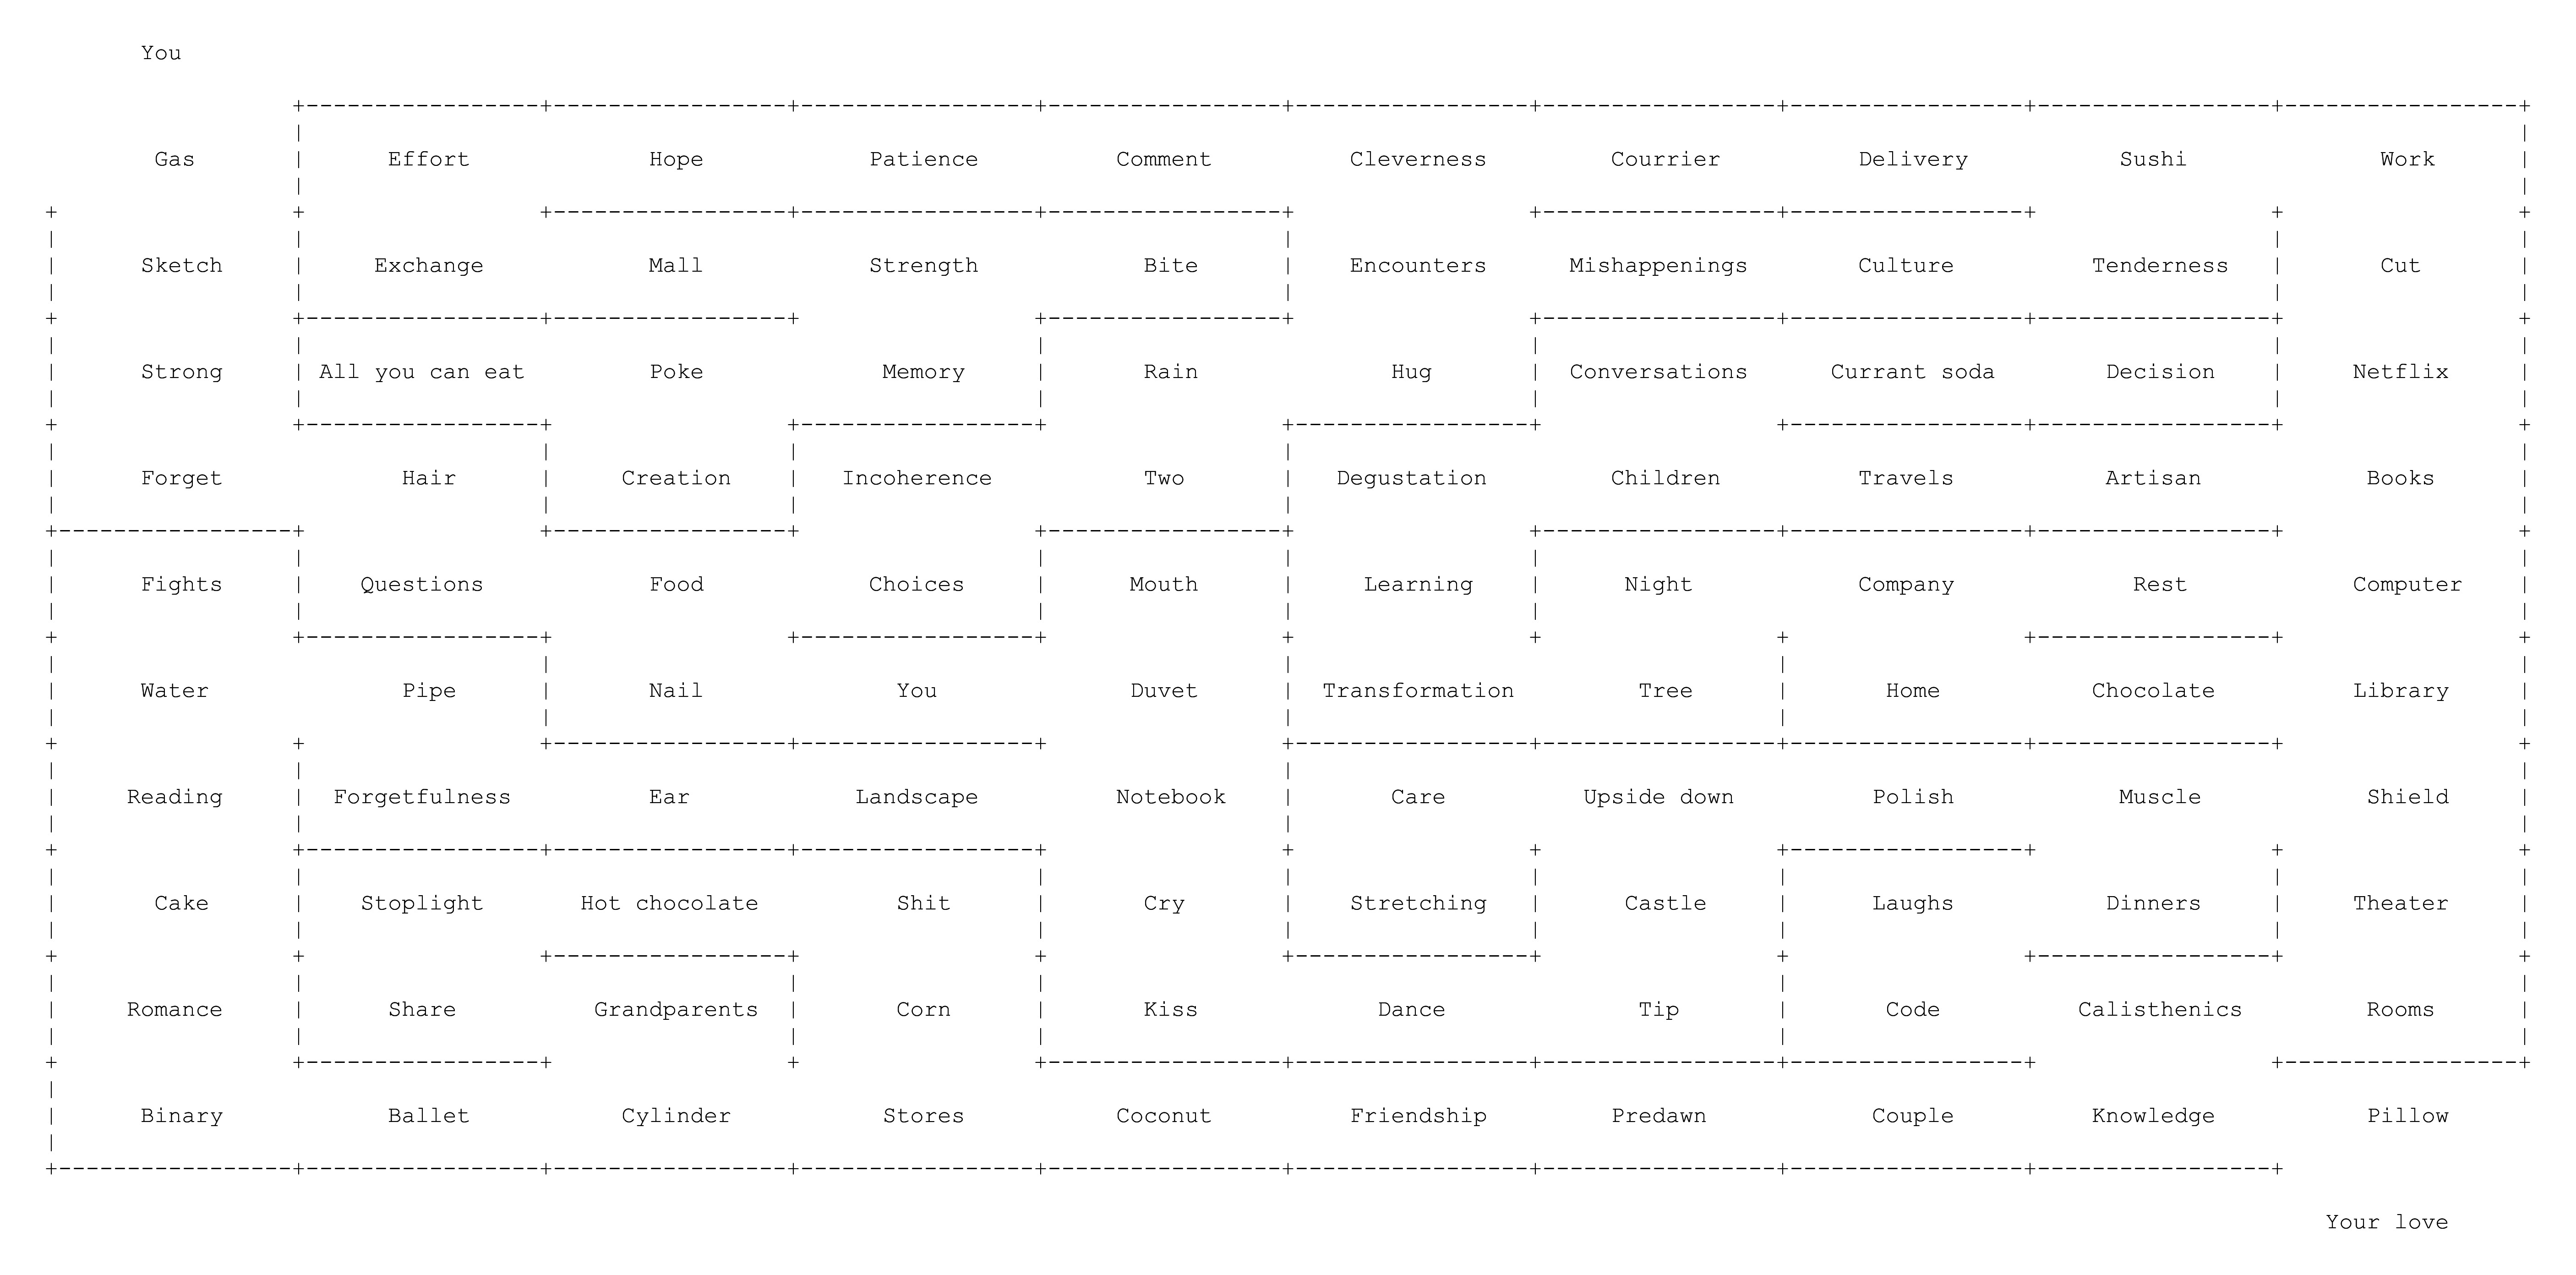 You
Gas Effort Hope Patience Comment Cleverness Courrier Delivery Sushi Work
Sketch Exchange Mall Strength Bite Encounters Mishappenings Culture Tenderness Cut
Strong All you can eat Poke Memory Rain Hug Conversations Currant soda Decision Netflix
Forget Hair Creation Incoherence Two Degustation Children Travels Artisan Books
Fights Questions Food Choices Mouth Learning Night Company Rest Computer
Water Pipe Nail You Duvet Transformation Tree Home Chocolate Library
Reading Forgetfulness Ear Landscape Notebook Care Upside down Polish Muscle Shield
Cake Stoplight Hot chocolate Shit Cry Stretching Castle Laughs Dinners Theater
Romance Share Grandparents Corn Kiss Dance Tip Code Calisthenics Rooms
Binary Ballet Cylinder Stores Coconut Friendship Predawn Couple Knowledge Pillow
Your love